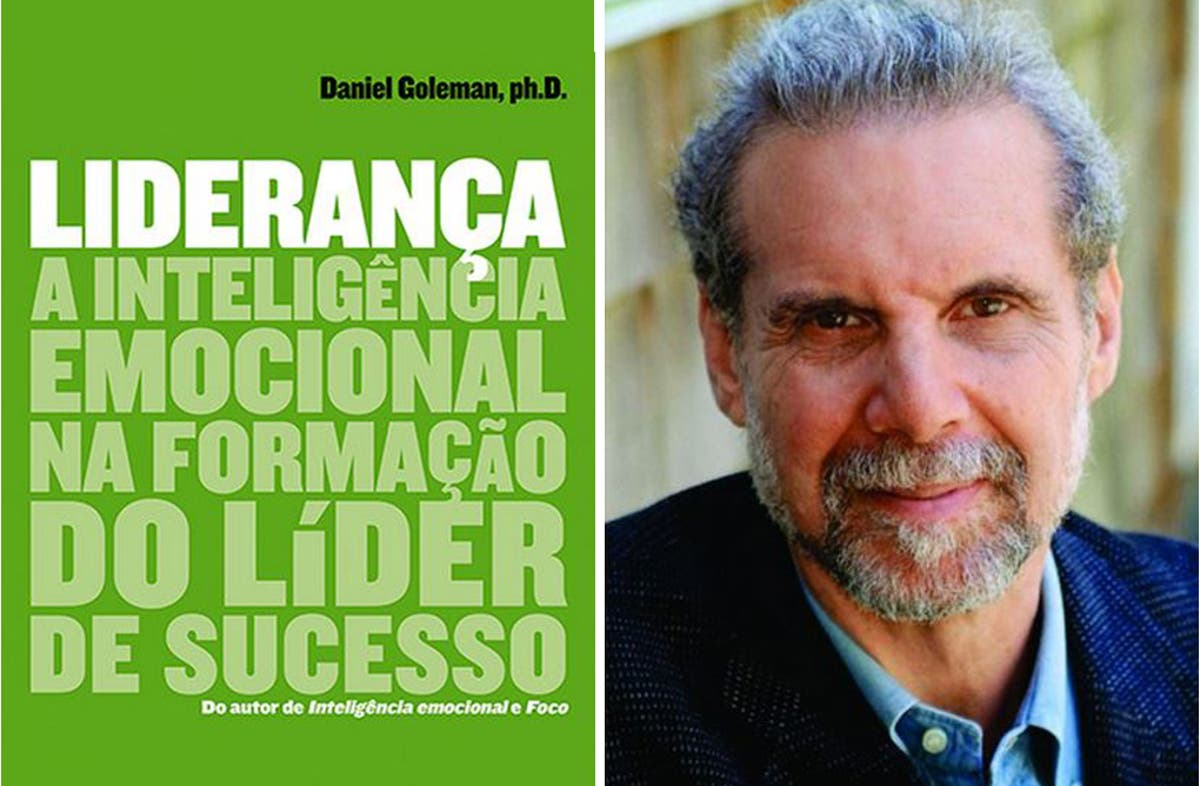 Daniel Goleman, ph.D.
LIDERANÇA
A INTELIGÊNCIA
EMOCIONAL
NA FORMAÇÃO
DO LíDER
DE SUCESSO
Do autor de Inteligência emocional e Foco